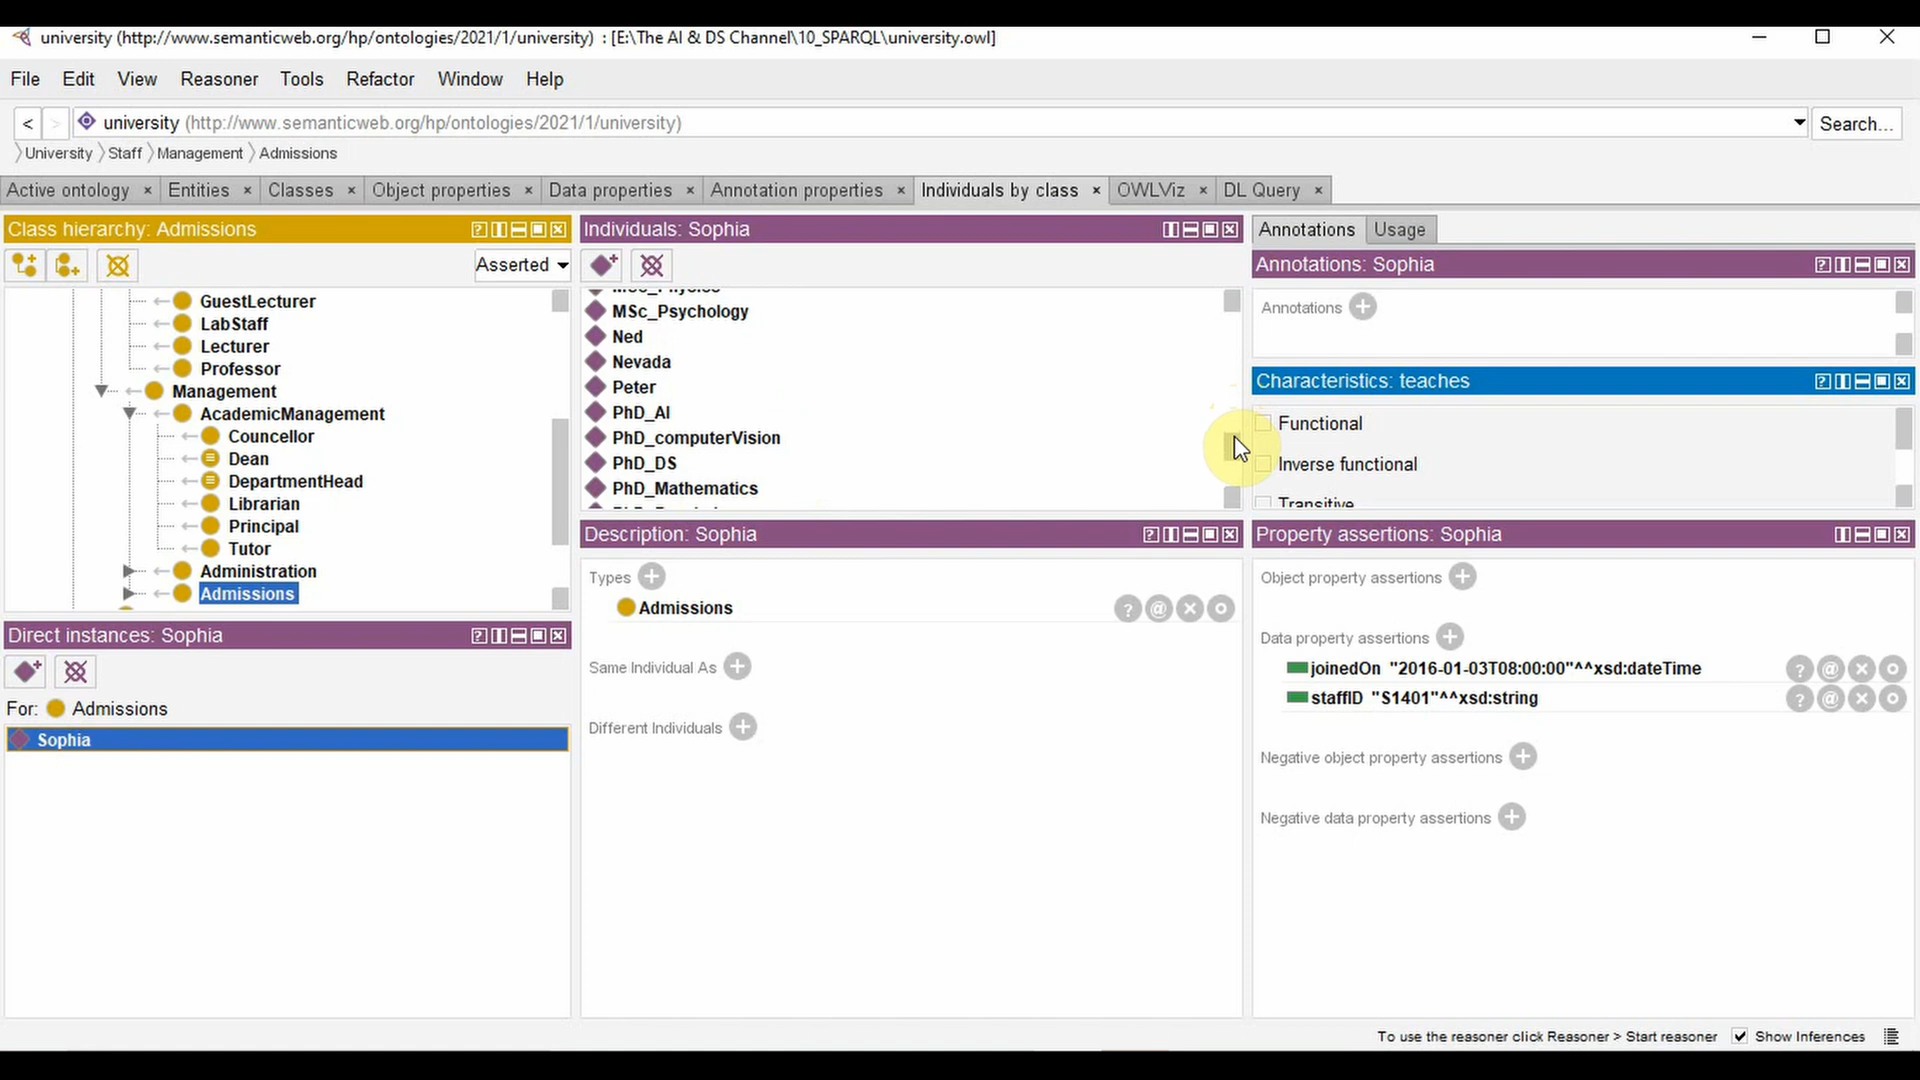 university (http://www.semanticweb.org/hp/ontologies/2021/1/university) : [E:\The AI & DS Channel\10_SPARQL\university.owl]
File Edit View Reasoner Tools Refactor Window Help
< > university (http://www.semanticweb.org/hp/ontologies/2021/1/university) Search...
University Staff Management Admissions
Active ontology × Entities × Classes × Object properties × Data properties × Annotation properties × Individuals by class × OWLViz × DL Query ×
Class hierarchy: Admissions
Asserted
GuestLecturer
LabStaff
Lecturer
Professor
Management
AcademicManagement
Councellor
Dean
DepartmentHead
Librarian
Principal
Tutor
Administration
Admissions
Direct instances: Sophia
For: Admissions
Sophia
Individuals: Sophia
MSc_Physics
MSc_Psychology
Ned
Nevada
Peter
PhD_AI
PhD_computerVision
PhD_DS
PhD_Mathematics
Description: Sophia
Types
Admissions
Same Individual As
Different Individuals
Annotations Usage
Annotations: Sophia
Annotations
Characteristics: teaches
Functional
Inverse functional
Transitive
Property assertions: Sophia
Object property assertions
Data property assertions
joinedOn "2016-01-03T08:00:00"^^xsd:dateTime
staffID "S1401"^^xsd:string
Negative object property assertions
Negative data property assertions
To use the reasoner click Reasoner > Start reasoner Show Inferences